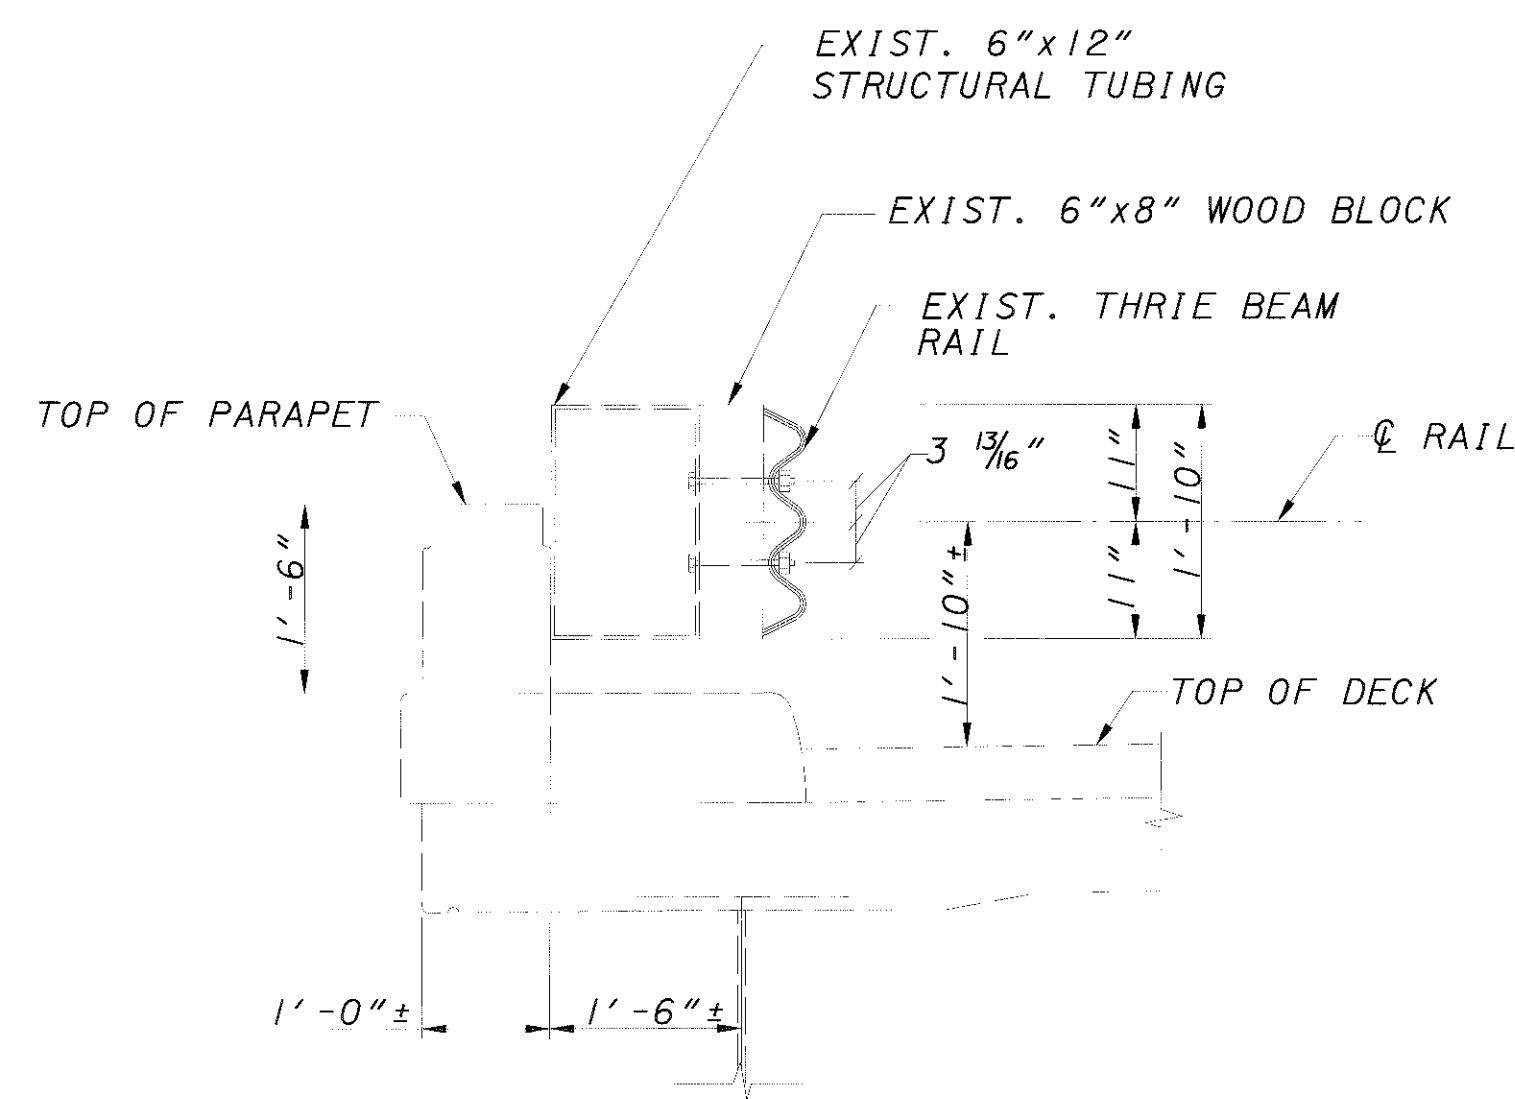 EXIST. 6"x12"
STRUCTURAL TUBING
EXIST. 6"x8" WOOD BLOCK
EXIST. THRIE BEAM
RAIL
TOP OF PARAPET
3 13/16"
11"
1'-10"
℄ RAIL
1'-6"
11"
1'-10"±
TOP OF DECK
1'-0"±
1'-6"±